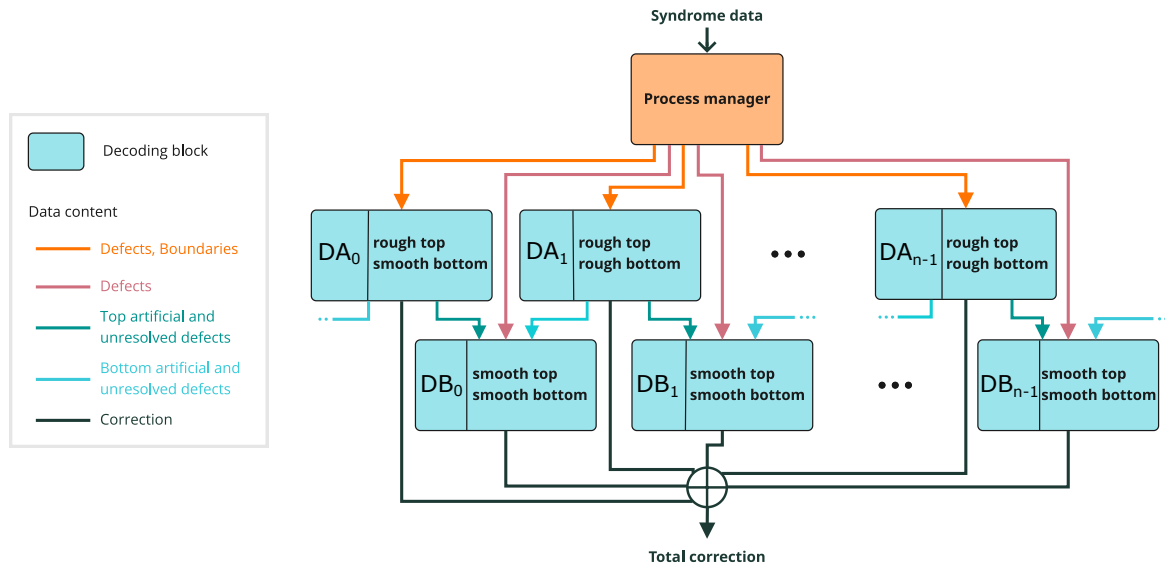 Syndrome data
Process manager
Decoding block
Data content
Defects, Boundaries
Defects
Top artificial and
unresolved defects
Bottom artificial and
unresolved defects
Correction
DA0
rough top
smooth bottom
DA1
rough top
rough bottom
...
DAn-1
rough top
rough bottom
DB0
smooth top
smooth bottom
DB1
smooth top
smooth bottom
...
DBn-1
smooth top
smooth bottom
Total correction